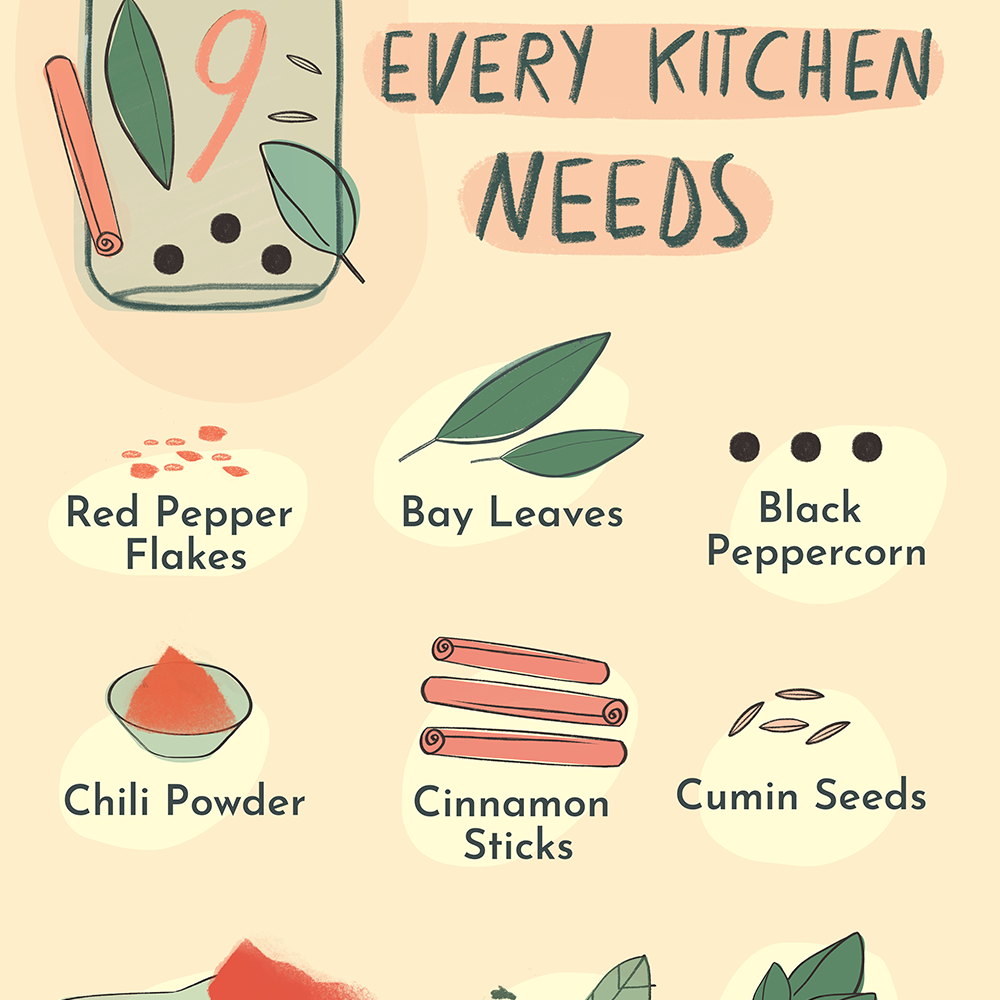 9
EVERY KITCHEN
NEEDS
Red Pepper
Flakes
Bay Leaves
Black
Peppercorn
Chili Powder
Cinnamon
Sticks
Cumin Seeds